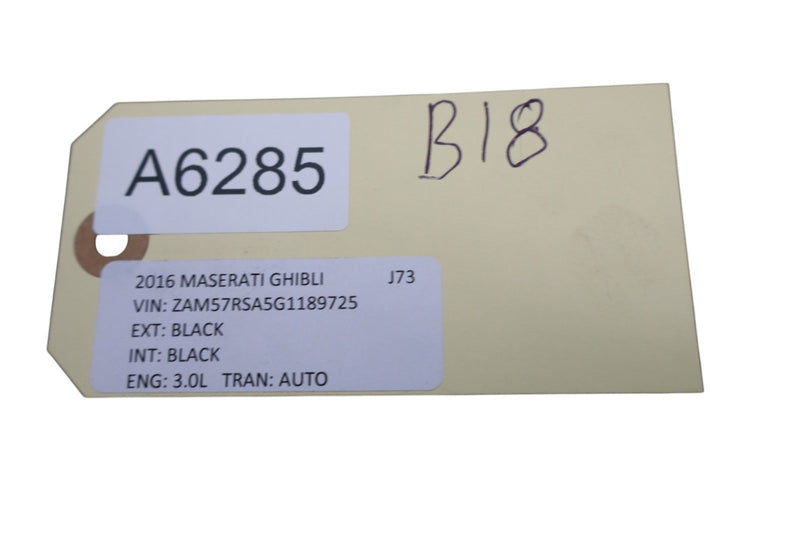 A6285
B18
2016 MASERATI GHIBLI J73
VIN: ZAM57RSA5G1189725
EXT: BLACK
INT: BLACK
ENG: 3.0L TRAN: AUTO